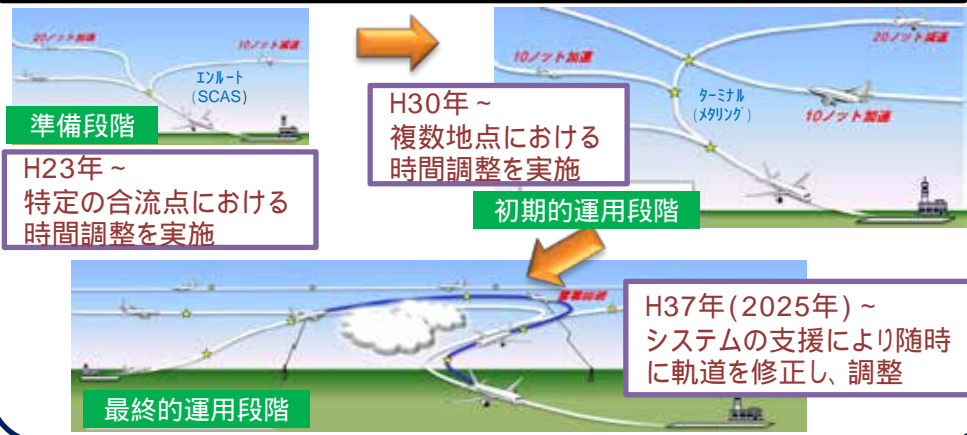 20ノット加速
10ノット減速
エンルート
(SCAS)
準備段階
H23年~
特定の合流点における
時間調整を実施
10ノット加速
20ノット減速
ターミナル
(メタリング)
10ノット加速
H30年~
複数地点における
時間調整を実施
初期的運用段階
H37年(2025年)~
システムの支援により随時
に軌道を修正し、調整
最終的運用段階